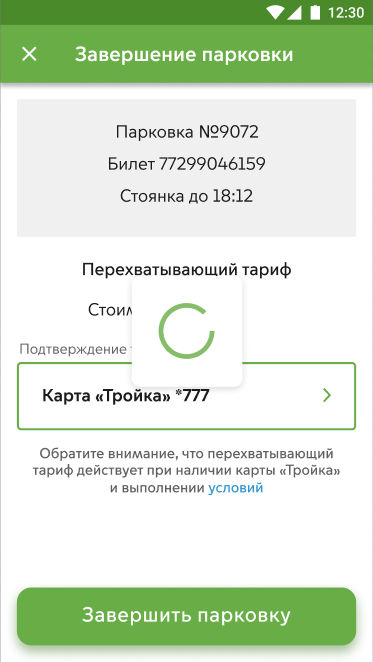 12:30
Завершение парковки
Парковка №9072
Билет 77299046159
Стоянка до 18:12
Перехватывающий тариф
Подтверждение
Карта «Тройка» *777
Обратите внимание, что перехватывающий
тариф действует при наличии карты «Тройка»
и выполнении условий
Завершить парковку